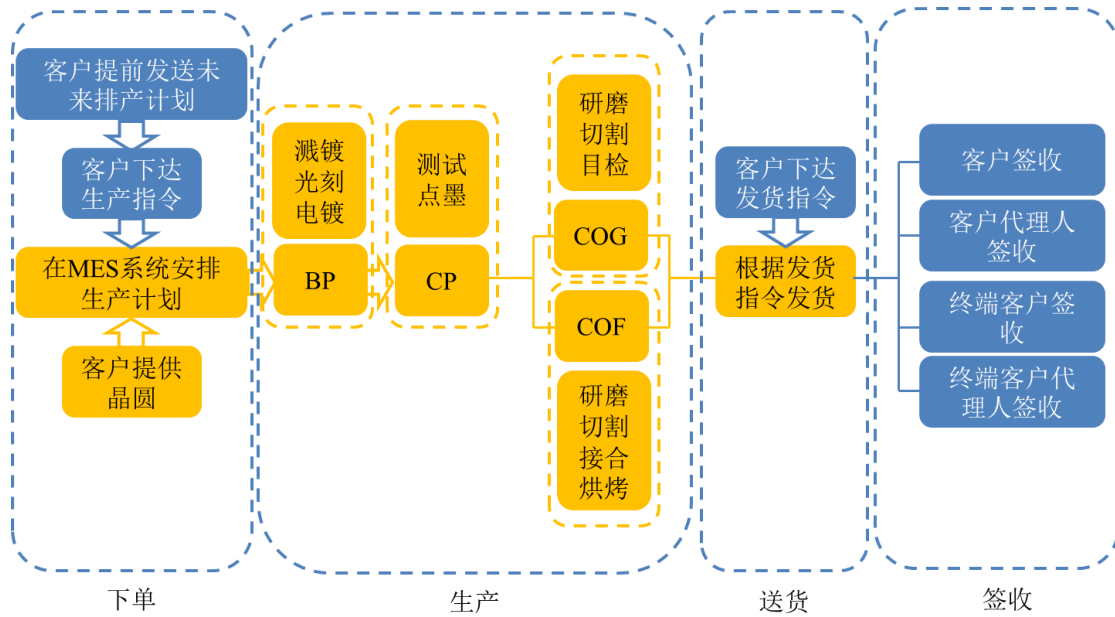 客户提前发送未
来排产计划
客户下达
生产指令
在MES系统安排
生产计划
客户提供
晶圆
下单
溅镀
光刻
电镀
BP
测试
点墨
CP
研磨
切割
目检
COG
COF
研磨
切割
接合
烘烤
生产
客户下达
发货指令
根据发货
指令发货
送货
客户签收
客户代理人
签收
终端客户签
收
终端客户代
理人签收
签收